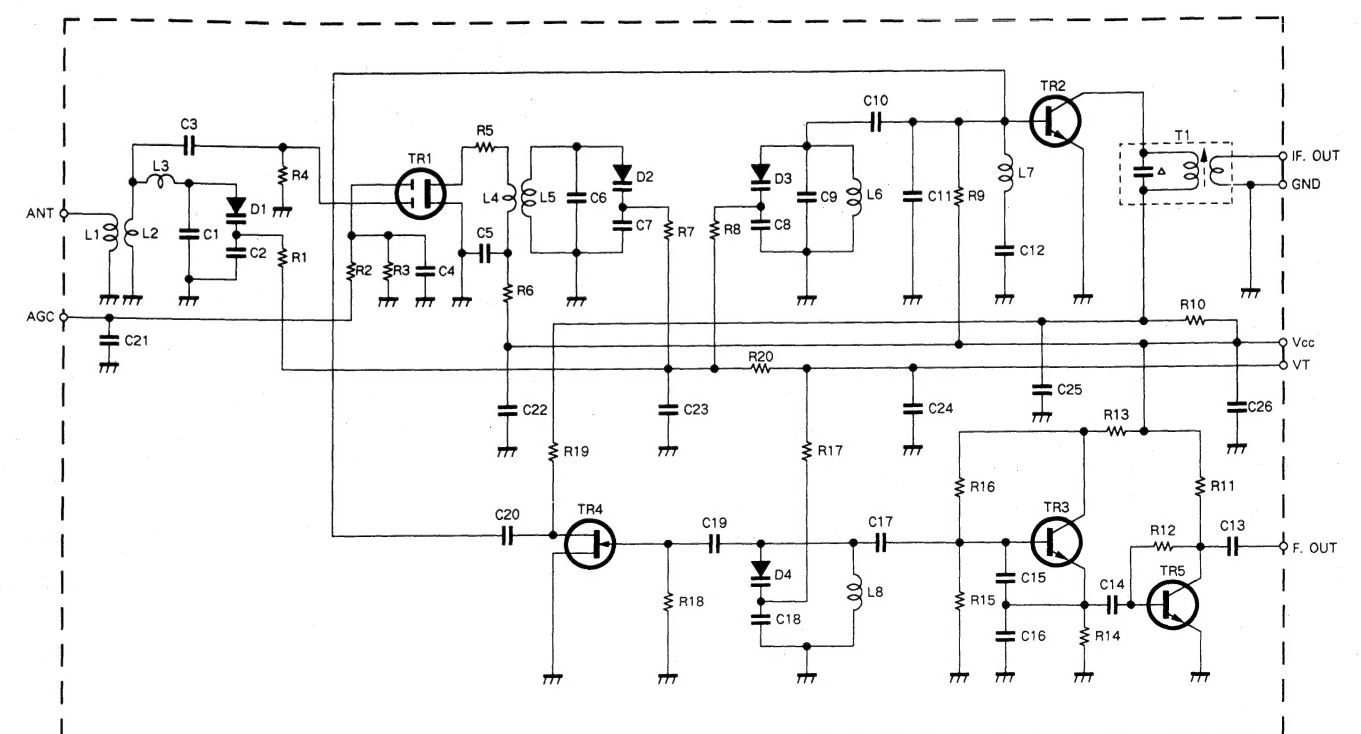 TR2
C10
C3
R5
T1
TR1
IF. OUT
L3
R4
D2
D3
L7
GND
D1
L4
L5
C6
C9
L6
C11
R9
ANT
L1
L2
C1
C7
R7
R8
C8
C2
R1
C5
C12
R2
R3
C4
R6
R10
AGC
C21
Vcc
R20
VT
C25
C22
C23
C24
C26
R13
R19
R17
R16
R11
C20
TR4
C19
C17
TR3
R12
C13
F. OUT
D4
C15
C14
TR5
R18
C18
L8
R15
C16
R14